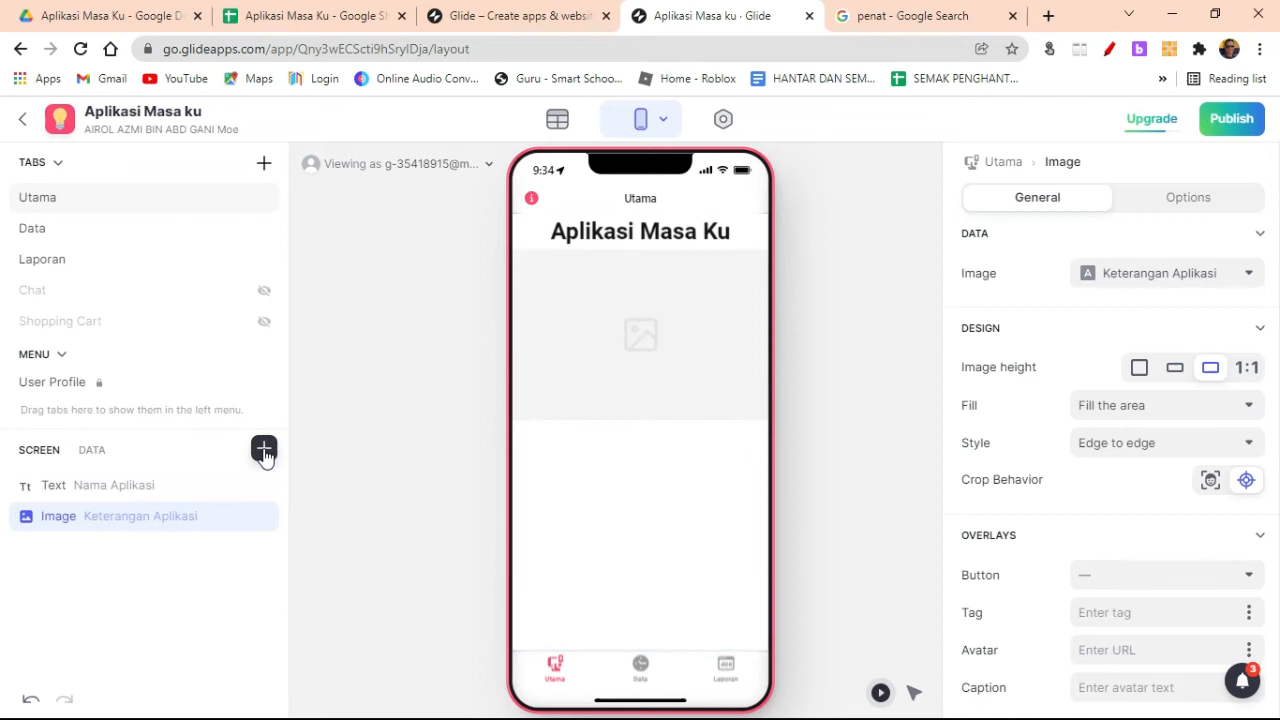 Aplikasi Masa Ku - Google D
Aplikasi Masa Ku - Google Sh
Glide – Create apps & websit
Aplikasi Masa ku · Glide
penat - Google Search
go.glideapps.com/app/Qny3wECScti9hSrylDja/layout
Apps
Gmail
YouTube
Maps
Login
Online Audio Conv...
Guru - Smart Schoo...
Home - Roblox
HANTAR DAN SEM...
SEMAK PENGHANT...
»
Reading list
Aplikasi Masa ku
AIROL AZMI BIN ABD GANI Moe
Upgrade
Publish
TABS
Utama
Data
Laporan
Chat
Shopping Cart
MENU
User Profile
Drag tabs here to show them in the left menu.
SCREEN
DATA
Tt Text Nama Aplikasi
Image Keterangan Aplikasi
Viewing as g-35418915@m...
9:34
Utama
Aplikasi Masa Ku
Utama
Data
Laporan
Utama › Image
General
Options
DATA
Image
A Keterangan Aplikasi
DESIGN
Image height
1:1
Fill
Fill the area
Style
Edge to edge
Crop Behavior
OVERLAYS
Button
—
Tag
Enter tag
Avatar
Enter URL
Caption
Enter avatar text
3